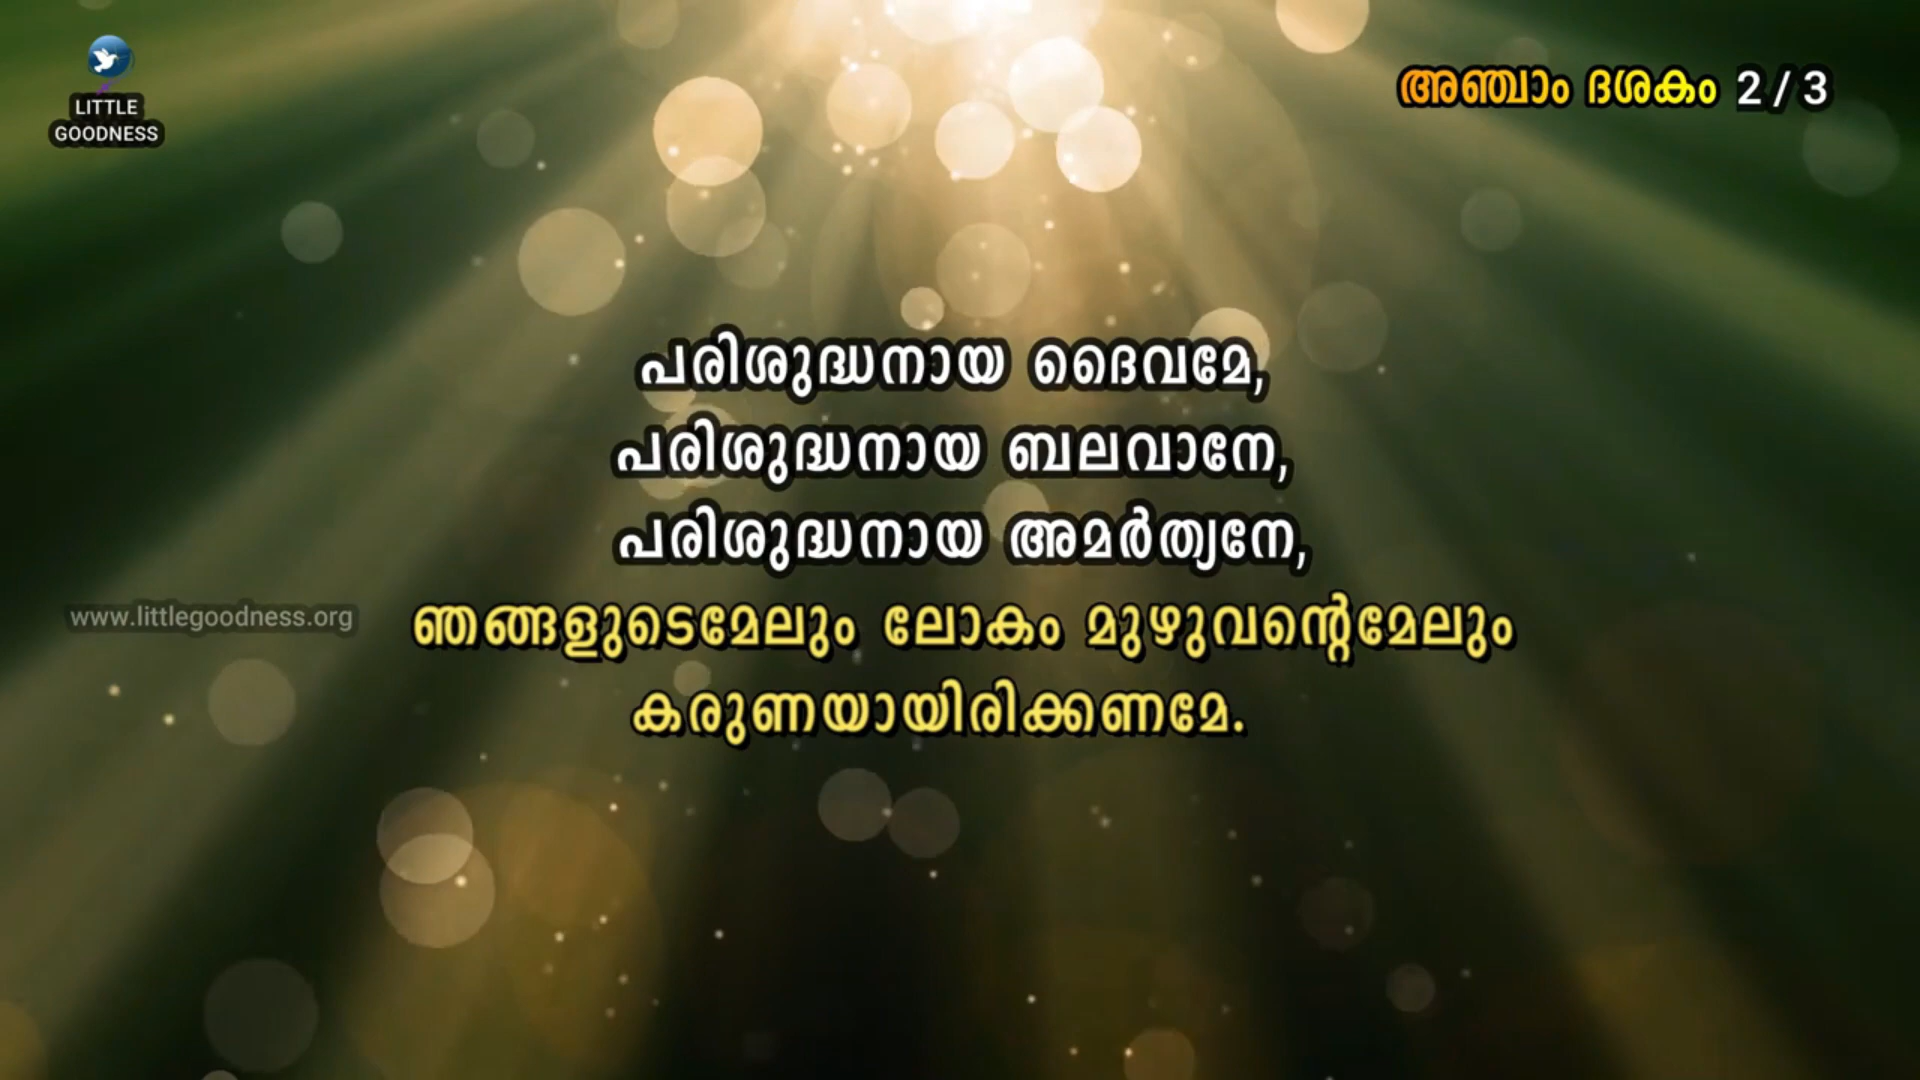 LITTLE
GOODNESS
അഞ്ചാം ദശകം 2 / 3
പരിശുദ്ധനായ ദൈവമേ,
പരിശുദ്ധനായ ബലവാനേ,
പരിശുദ്ധനായ അമർത്യനേ,
ഞങ്ങളുടെമേലും ലോകം മുഴുവന്റെമേലും
കരുണയായിരിക്കണമേ.
www.littlegoodness.org